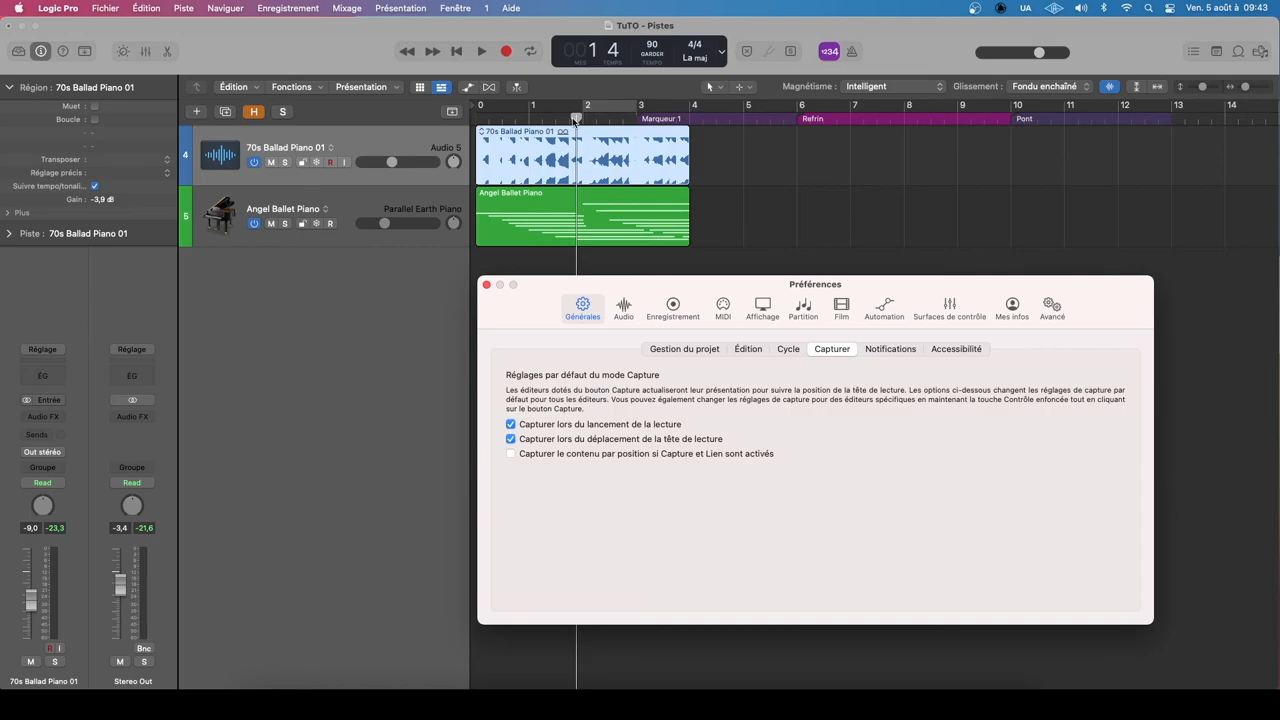 Logic Pro Fichier Édition Piste Naviguer Enregistrement Mixage Présentation Fenêtre 1 Aide UA Ven. 5 août à 09:43
TuTO - Pistes
001 4 90 4/4
GARDER La maj
MES TEMPS TEMPO
1234
Région : 70s Ballad Piano 01 Édition Fonctions Présentation Magnétisme : Intelligent Glissement : Fondu enchaîné
Muet :
Boucle :
Transposer :
Réglage précis :
Suivre tempo/tonali...
Gain : -3,9 dB
Plus
Piste : 70s Ballad Piano 01
H S
0 1 2 3 4 5 6 7 8 9 10 11 12 13 14
Marqueur 1 Refrin Pont
4 70s Ballad Piano 01 Audio 5
M S R I
70s Ballad Piano 01
5 Angel Ballet Piano Parallel Earth Piano
M S R
Angel Ballet Piano
Préférences
Générales Audio Enregistrement MIDI Affichage Partition Film Automation Surfaces de contrôle Mes infos Avancé
Gestion du projet Édition Cycle Capturer Notifications Accessibilité
Réglages par défaut du mode Capture
Les éditeurs dotés du bouton Capture actualiseront leur présentation pour suivre la position de la tête de lecture. Les options ci-dessous changent les réglages de capture par
défaut pour tous les éditeurs. Vous pouvez également changer les réglages de capture pour des éditeurs spécifiques en maintenant la touche Contrôle enfoncée tout en cliquant
sur le bouton Capture.
Capturer lors du lancement de la lecture
Capturer lors du déplacement de la tête de lecture
Capturer le contenu par position si Capture et Lien sont activés
Réglage Réglage
ÉG ÉG
Entrée
Audio FX Audio FX
Sends
Out stéréo
Groupe Groupe
Read Read
-9,0 -23,3 -3,4 -21,6
R I Bnc
M S M S
70s Ballad Piano 01 Stereo Out